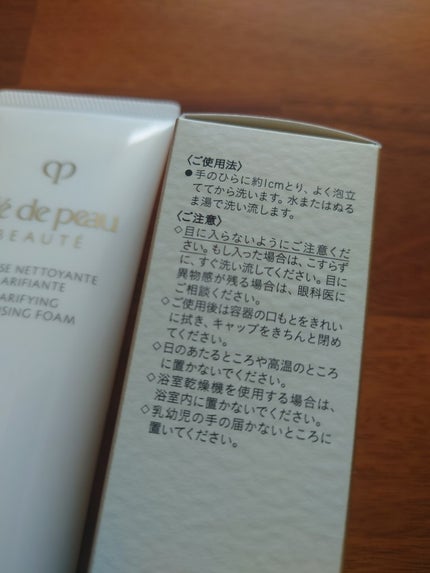 cp
é de peau
BEAUTÉ
SE NETTOYANTE
ARIFIANTE
ARIFYING
SING FOAM
〈ご使用法〉
●手のひらに約1cmとり、よく泡立
ててから洗います。水またはぬる
ま湯で洗い流します。
〈ご注意〉
◇目に入らないようにご注意くだ
さい。もし入った場合は、こすらず
に、すぐ洗い流してください。目に
異物感が残る場合は、眼科医に
ご相談ください。
◇ご使用後は容器の口もとをきれい
に拭き、キャップをきちんと閉め
てください。
◇日のあたるところや高温のところ
に置かないでください。
◇浴室乾燥機を使用する場合は、
浴室内に置かないでください。
◇乳幼児の手の届かないところに
置いてください。